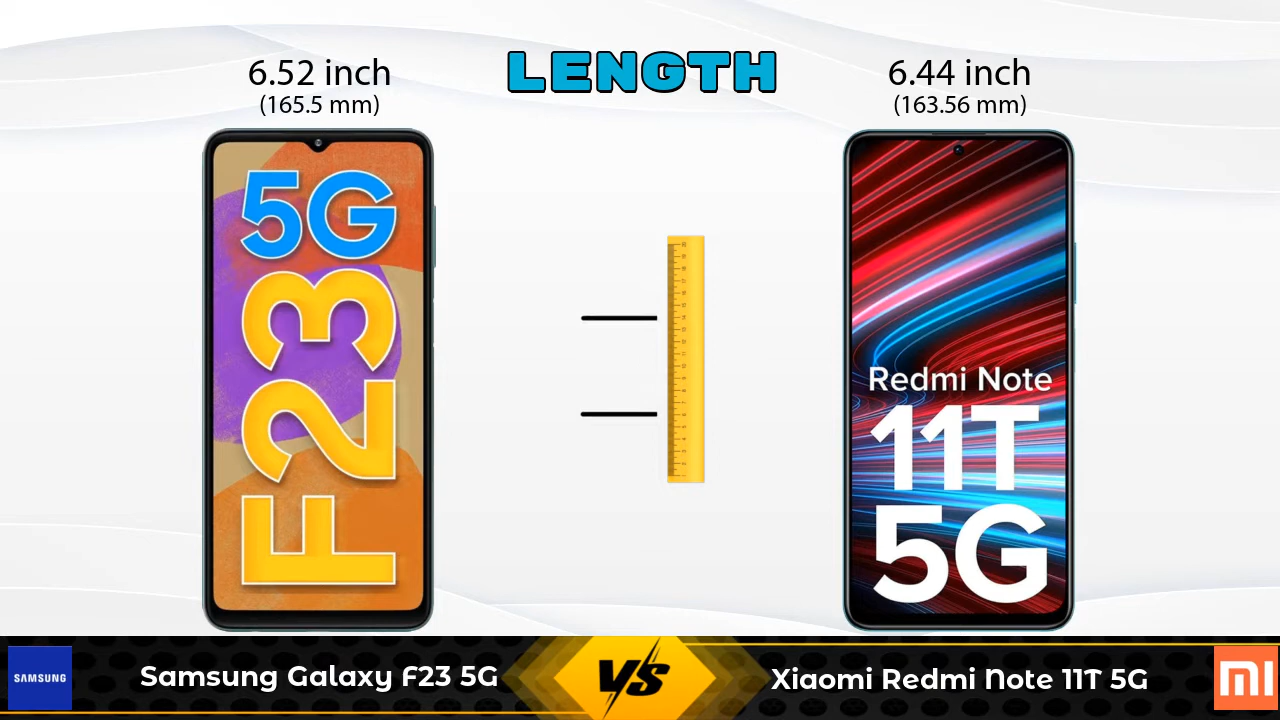 LENGTH
6.52 inch
(165.5 mm)
6.44 inch
(163.56 mm)
5G
F23
Redmi Note
11T
5G
SAMSUNG
Samsung Galaxy F23 5G
VS
Xiaomi Redmi Note 11T 5G
MI